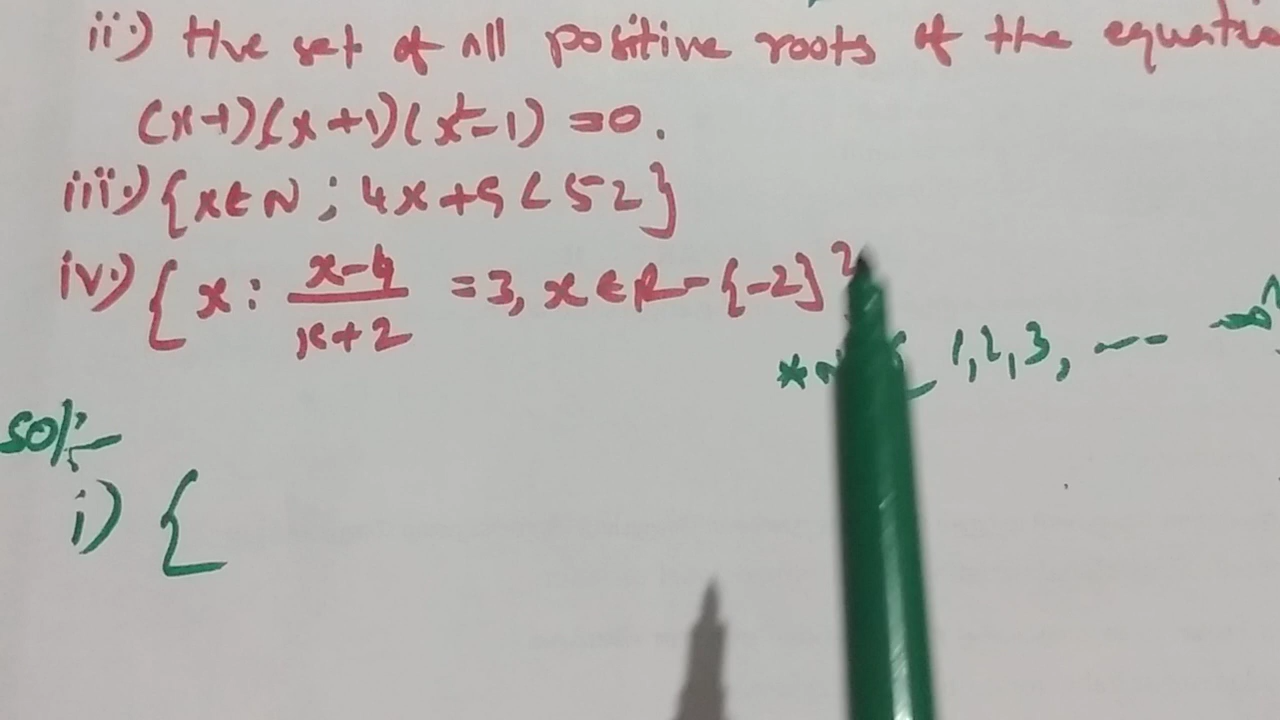 ii) the set of all positive roots of the
(x-1)(x+1)(x²-1) = 0.
iii) {x∈N ; 4x+9 < 52}
iv) { x : x-4/x+2 = 3, x∈R-{-2}}
* 1, 2, 3, ---
sol:-
i) {